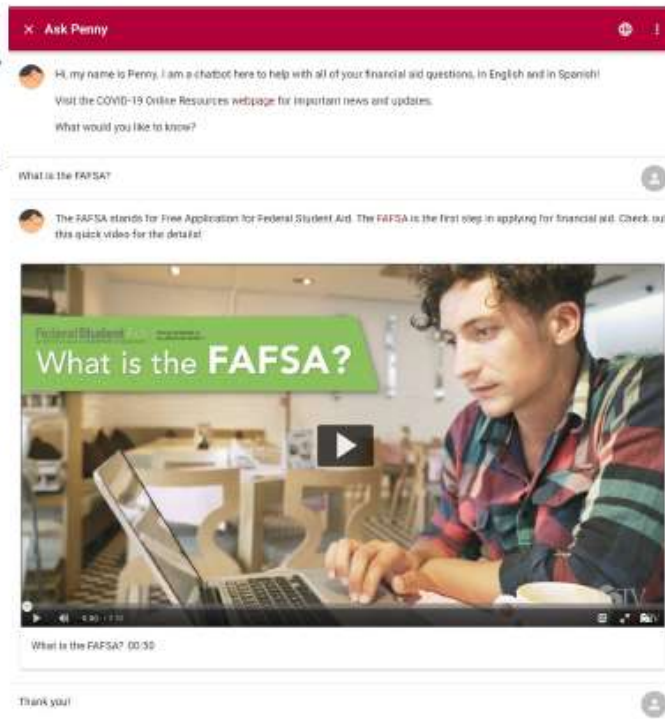 Ask Penny
Hi, my name is Penny. I am a chatbot here to help with all of your financial aid questions, in English and in Spanish!
Visit the COVID-19 Online Resources webpage for important news and updates.
What would you like to know?
What is the FAFSA?
The FAFSA stands for Free Application for Federal Student Aid. The FAFSA is the first step in applying for financial aid. Check out
this quick video for the details!
Federal Student Aid
What is the FAFSA?
What is the FAFSA? 00:30
Thank you!